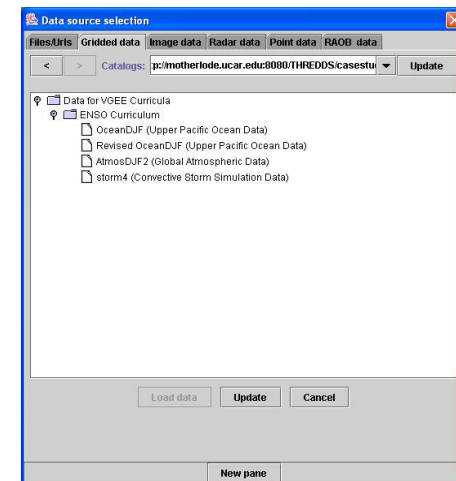 Data source selection
Files/Urls Gridded data Image data Radar data Point data RAOB data
< > Catalogs: p://motherlode.ucar.edu:8080/THREDDS/casestu Update
Data for VGEE Curricula
ENSO Curriculum
OceanDJF (Upper Pacific Ocean Data)
Revised OceanDJF (Upper Pacific Ocean Data)
AtmosDJF2 (Global Atmospheric Data)
storm4 (Convective Storm Simulation Data)
Load data Update Cancel
New pane